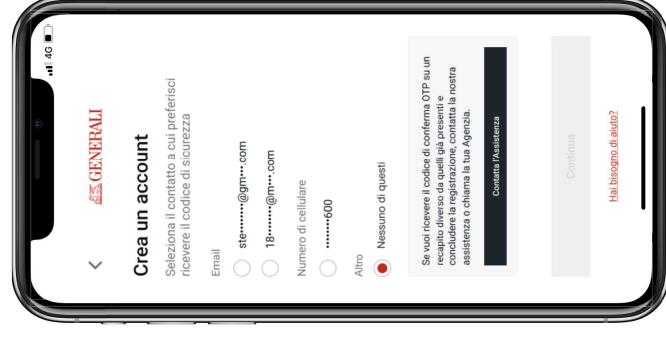 4G
GENERALI
Crea un account
Seleziona il contatto a cui preferisci
ricevere il codice di sicurezza
Email
ste•••••••••@gm•••.com
18•••••••••@m•••.com
Numero di cellulare
•••••••••600
Altro
Nessuno di questi
Se vuoi ricevere il codice di conferma OTP su un
recapito diverso da quelli già presenti e
concludere la registrazione, contatta la nostra
assistenza o chiama la tua Agenzia.
Contatta l'Assistenza
Continua
Hai bisogno di aiuto?